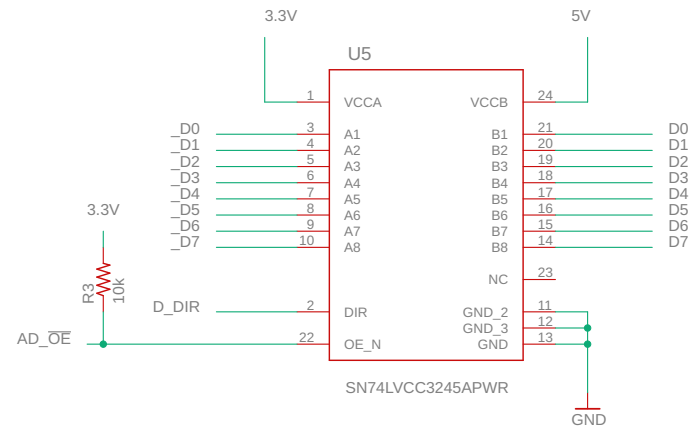 3.3V
5V
U5
1 VCCA VCCB 24
_D0 3 A1 B1 21 D0
_D1 4 A2 B2 20 D1
_D2 5 A3 B3 19 D2
_D3 6 A4 B4 18 D3
_D4 7 A5 B5 17 D4
_D5 8 A6 B6 16 D5
_D6 9 A7 B7 15 D6
_D7 10 A8 B8 14 D7
3.3V
R3
10k
NC 23
D_DIR 2 DIR GND_2 11
GND_3 12
AD_O̅E̅ 22 OE_N GND 13
SN74LVCC3245APWR
GND